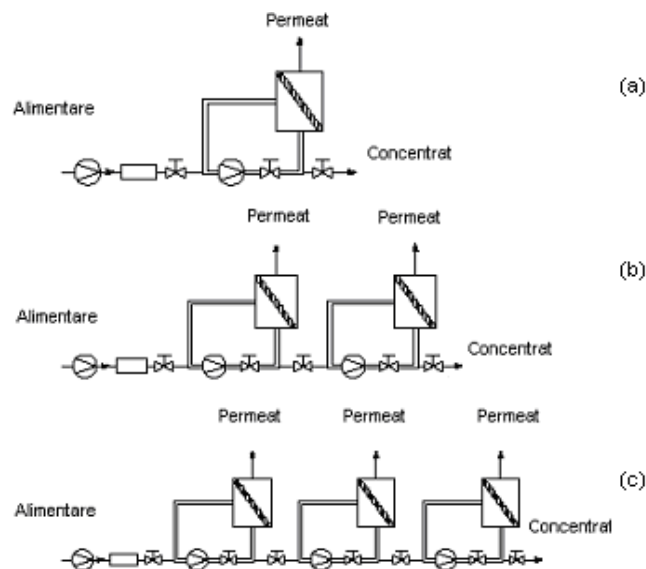 Permeat
(a)
Alimentare
Concentrat
Permeat Permeat
(b)
Alimentare
Concentrat
Permeat Permeat Permeat
(c)
Alimentare
Concentrat